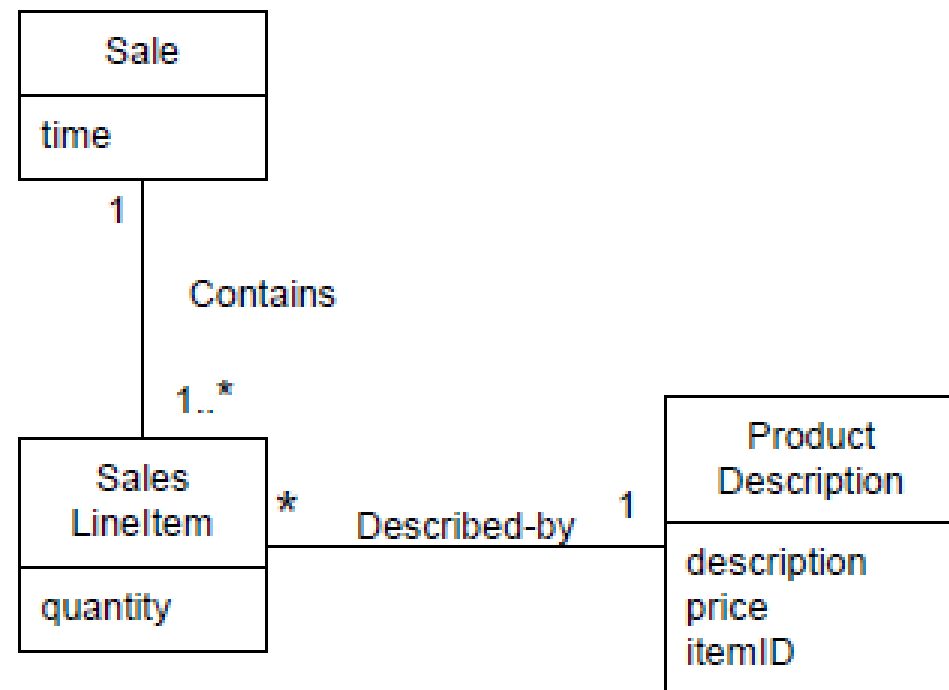 Sale
time
1
Contains
1..*
Sales
LineItem
quantity
*
Described-by
1
Product
Description
description
price
itemID